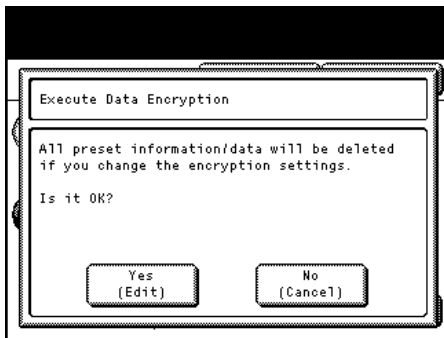 Execute Data Encryption
All preset information/data will be deleted
if you change the encryption settings.
Is it OK?
Yes
(Edit)
No
(Cancel)